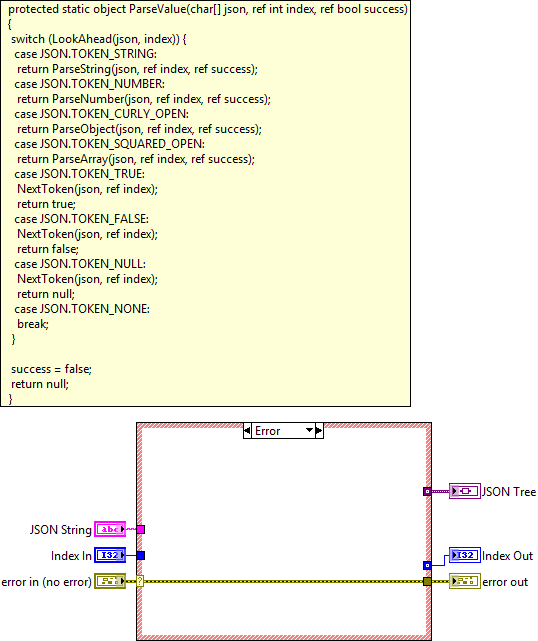 protected static object ParseValue(char[] json, ref int index, ref bool success)
{
switch (LookAhead(json, index)) {
case JSON.TOKEN_STRING:
return ParseString(json, ref index, ref success);
case JSON.TOKEN_NUMBER:
return ParseNumber(json, ref index, ref success);
case JSON.TOKEN_CURLY_OPEN:
return ParseObject(json, ref index, ref success);
case JSON.TOKEN_SQUARED_OPEN:
return ParseArray(json, ref index, ref success);
case JSON.TOKEN_TRUE:
NextToken(json, ref index);
return true;
case JSON.TOKEN_FALSE:
NextToken(json, ref index);
return false;
case JSON.TOKEN_NULL:
NextToken(json, ref index);
return null;
case JSON.TOKEN_NONE:
break;
}
success = false;
return null;
}
Error
JSON Tree
JSON String abc
Index In I32
I32 Index Out
error in (no error)
?
error out